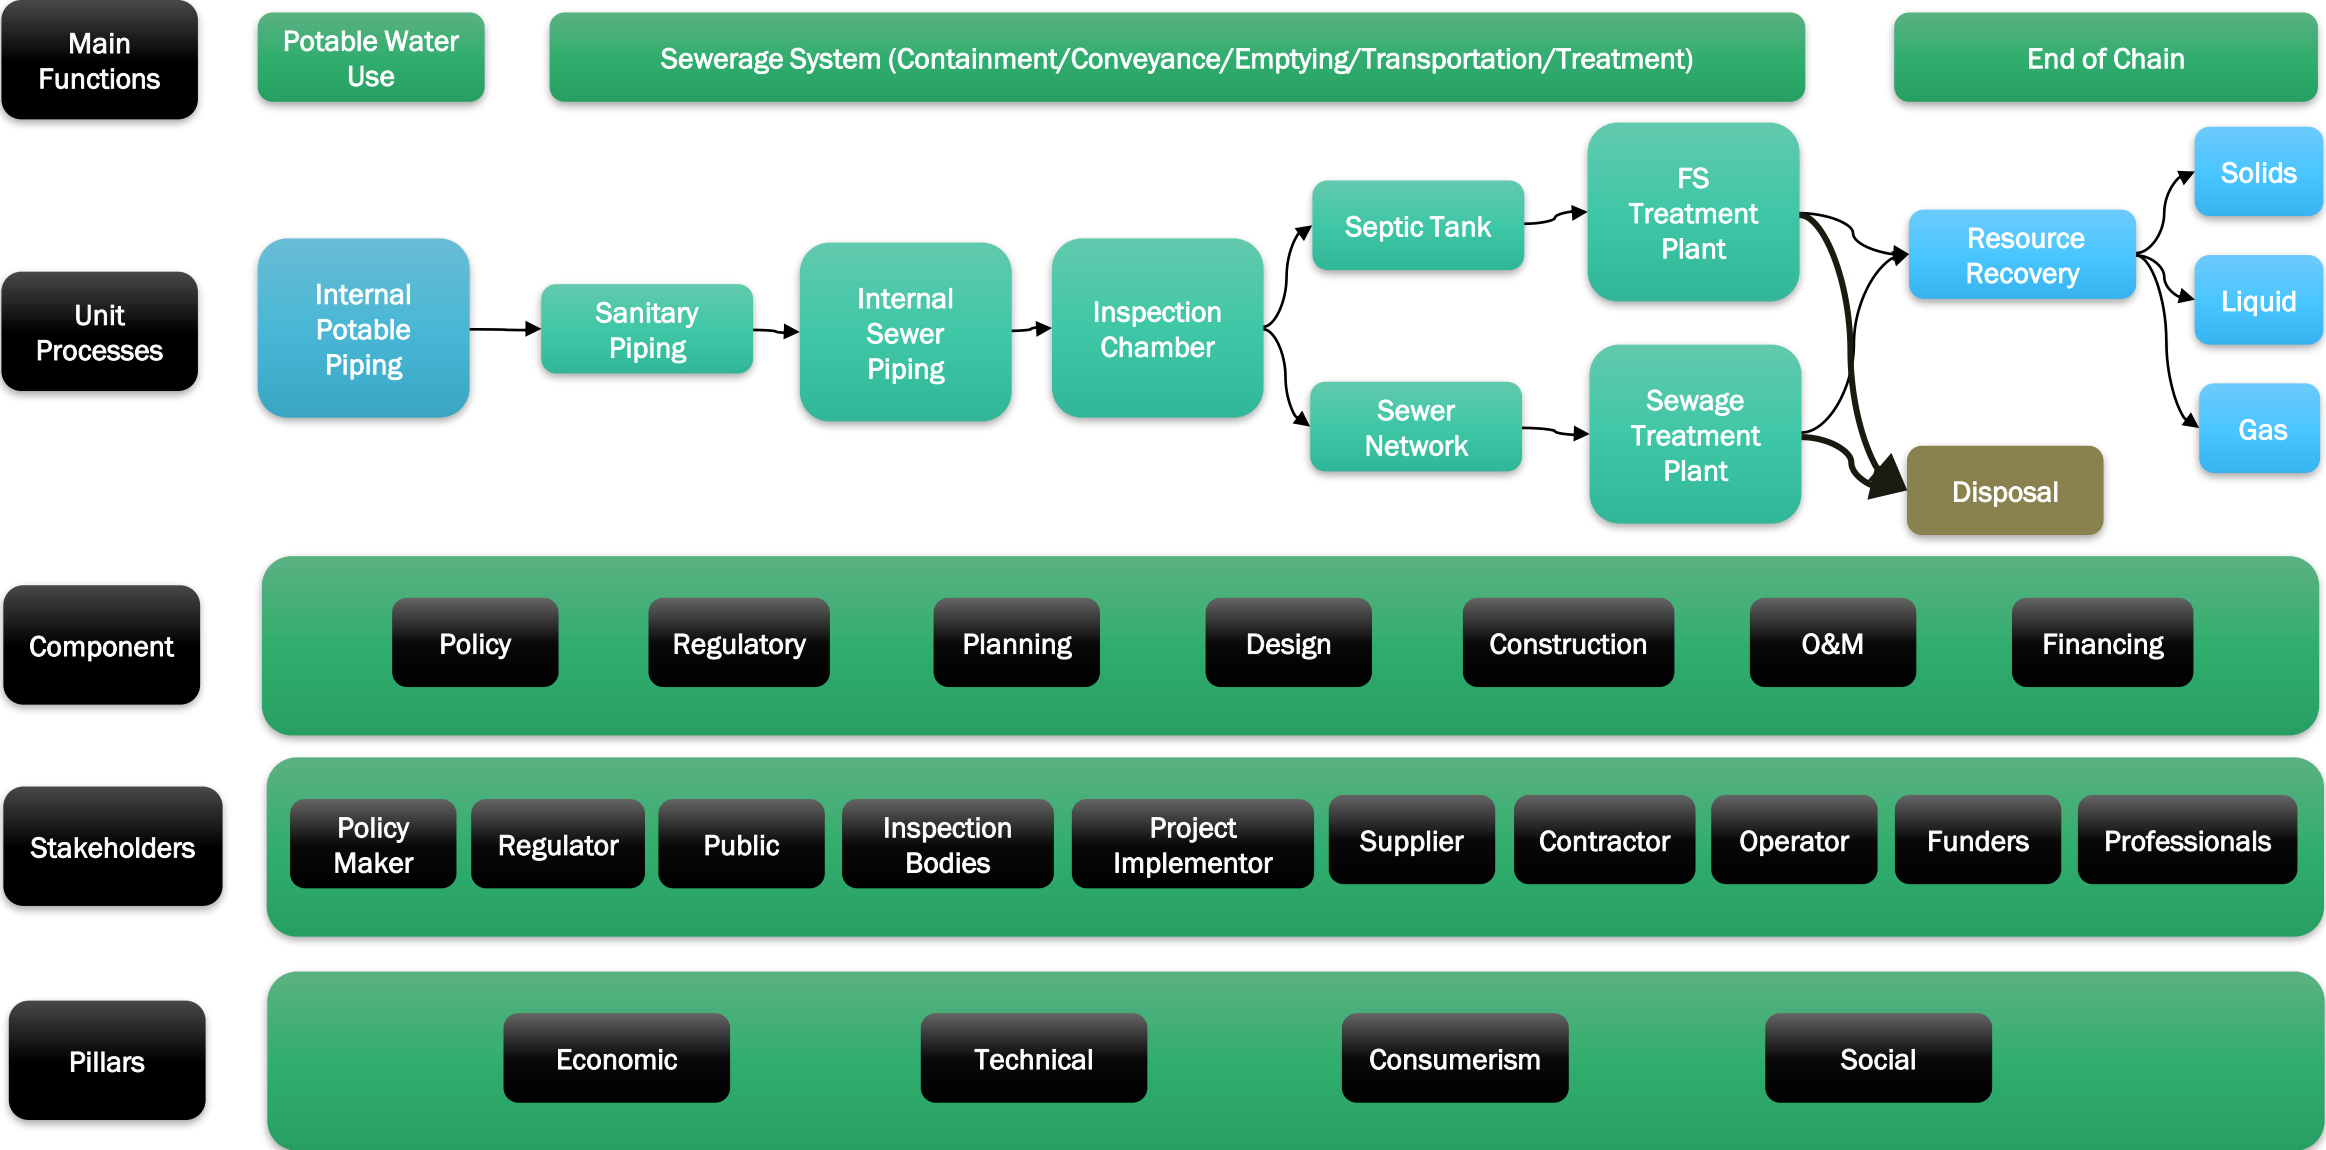 Main
Functions
Potable Water
Use
Sewerage System (Containment/Conveyance/Emptying/Transportation/Treatment)
End of Chain
Unit
Processes
Internal
Potable
Piping
Sanitary
Piping
Internal
Sewer
Piping
Inspection
Chamber
Septic Tank
Sewer
Network
FS
Treatment
Plant
Sewage
Treatment
Plant
Resource
Recovery
Disposal
Solids
Liquid
Gas
Component
Policy
Regulatory
Planning
Design
Construction
O&M
Financing
Stakeholders
Policy
Maker
Regulator
Public
Inspection
Bodies
Project
Implementor
Supplier
Contractor
Operator
Funders
Professionals
Pillars
Economic
Technical
Consumerism
Social